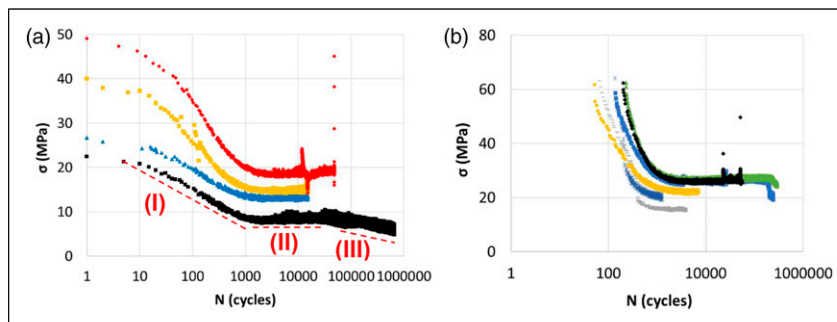 (a)
50
40
30
20
10
0
σ (MPa)
(I)
(II)
(III)
1 10 100 1000 10000 100000 1000000
N (cycles)
(b)
80
60
40
20
0
σ (MPa)
1 100 10000 1000000
N (cycles)